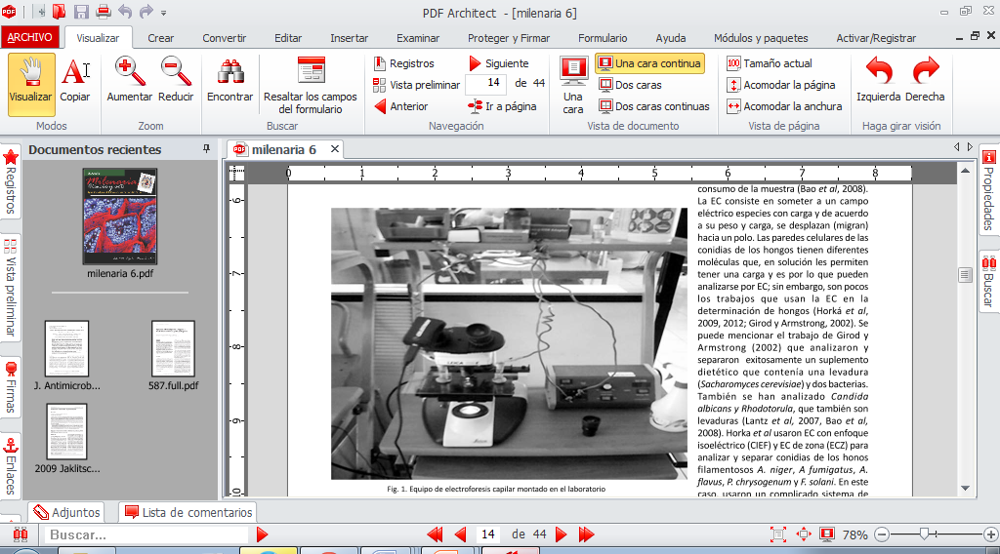 PDF Architect - [milenaria 6]
ARCHIVO Visualizar Crear Convertir Editar Insertar Examinar Proteger y Firmar Formulario Ayuda Módulos y paquetes Activar/Registrar
Visualizar
Copiar
Modos
Aumentar
Reducir
Zoom
Encontrar
Resaltar los campos
del formulario
Buscar
Registros
Vista preliminar
Anterior
Siguiente
14 de 44
Ir a página
Navegación
Una
cara
Una cara continua
Dos caras
Dos caras continuas
Vista de documento
100 Tamaño actual
Acomodar la página
Acomodar la anchura
Vista de página
Izquierda
Derecha
Haga girar visión
Registros
Vista preliminar
Firmas
Enlaces
Documentos recientes
Milenaria
milenaria 6.pdf
J. Antimicrob...
587.full.pdf
2009 Jaklitsc...
milenaria 6
0 1 2 3 4 5 6 7 8
6
7
8
9
10
consumo de la muestra (Bao et al, 2008).
La EC consiste en someter a un campo
eléctrico especies con carga y de acuerdo
a su peso y carga, se desplazan (migran)
hacia un polo. Las paredes celulares de las
conidias de los hongos tienen diferentes
moléculas que, en solución les permiten
tener una carga y es por lo que pueden
analizarse por EC; sin embargo, son pocos
los trabajos que usan la EC en la
determinación de hongos (Horká et al,
2009, 2012; Girod y Armstrong, 2002). Se
puede mencionar el trabajo de Girod y
Armstrong (2002) que analizaron y
separaron exitosamente un suplemento
dietético que contenía una levadura
(Sacharomyces cerevisiae) y dos bacterias.
También se han analizado Candida
albicans y Rhodotorula, que también son
levaduras (Lantz et al, 2007, Bao et al,
2008). Horka et al usaron EC con enfoque
isoeléctrico (CIEF) y EC de zona (ECZ) para
analizar y separar conidias de los honos
filamentosos A. niger, A fumigatus, A.
flavus, P. chrysogenum y F. solani. En este
caso, usaron un complicado sistema de
Fig. 1. Equipo de electroforesis capilar montado en el laboratorio
Propiedades
Buscar
Adjuntos
Lista de comentarios
Buscar...
14 de 44
78%